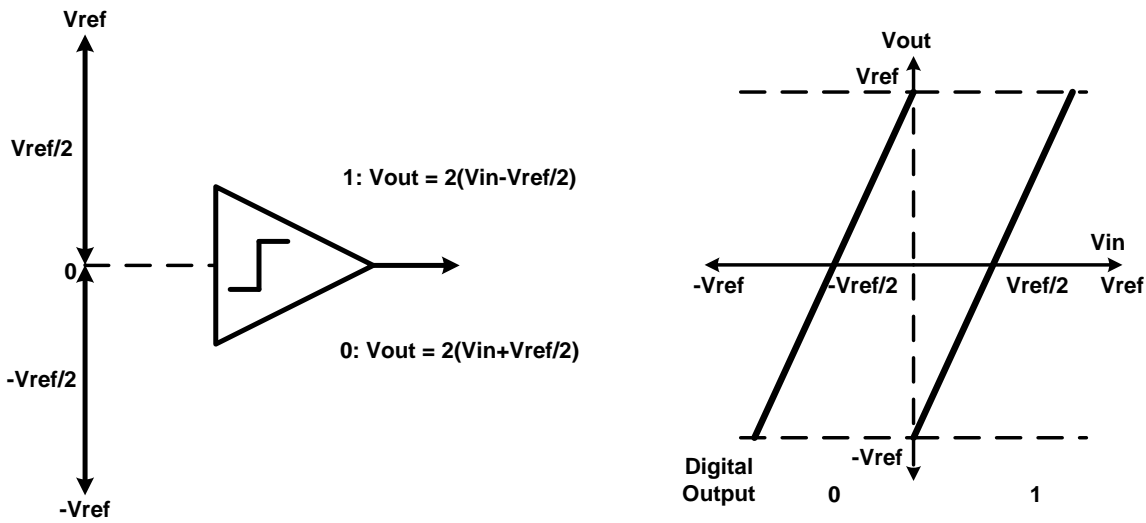 Vref
Vref/2
0
-Vref/2
-Vref
1: Vout = 2(Vin-Vref/2)
0: Vout = 2(Vin+Vref/2)
Vout
Vref
Vin
-Vref
-Vref/2
Vref/2
Vref
-Vref
Digital
Output
0
1